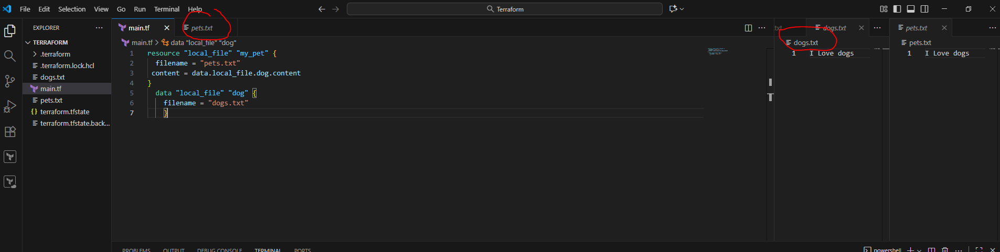 File Edit Selection View Go Run Terminal Help
Terraform
EXPLORER
TERRAFORM
.terraform
.terraform.lock.hcl
dogs.txt
main.tf
pets.txt
terraform.tfstate
terraform.tfstate.back...
main.tf
pets.txt
main.tf > data "local_file" "dog"
1 resource "local_file" "my_pet" {
2 filename = "pets.txt"
3 content = data.local_file.dog.content
4 }
5 data "local_file" "dog" {
6 filename = "dogs.txt"
7 }
.txt
dogs.txt
dogs.txt
1 I Love dogs
pets.txt
pets.txt
1 I Love dogs
PROBLEMS OUTPUT DEBUG CONSOLE TERMINAL PORTS
powershell